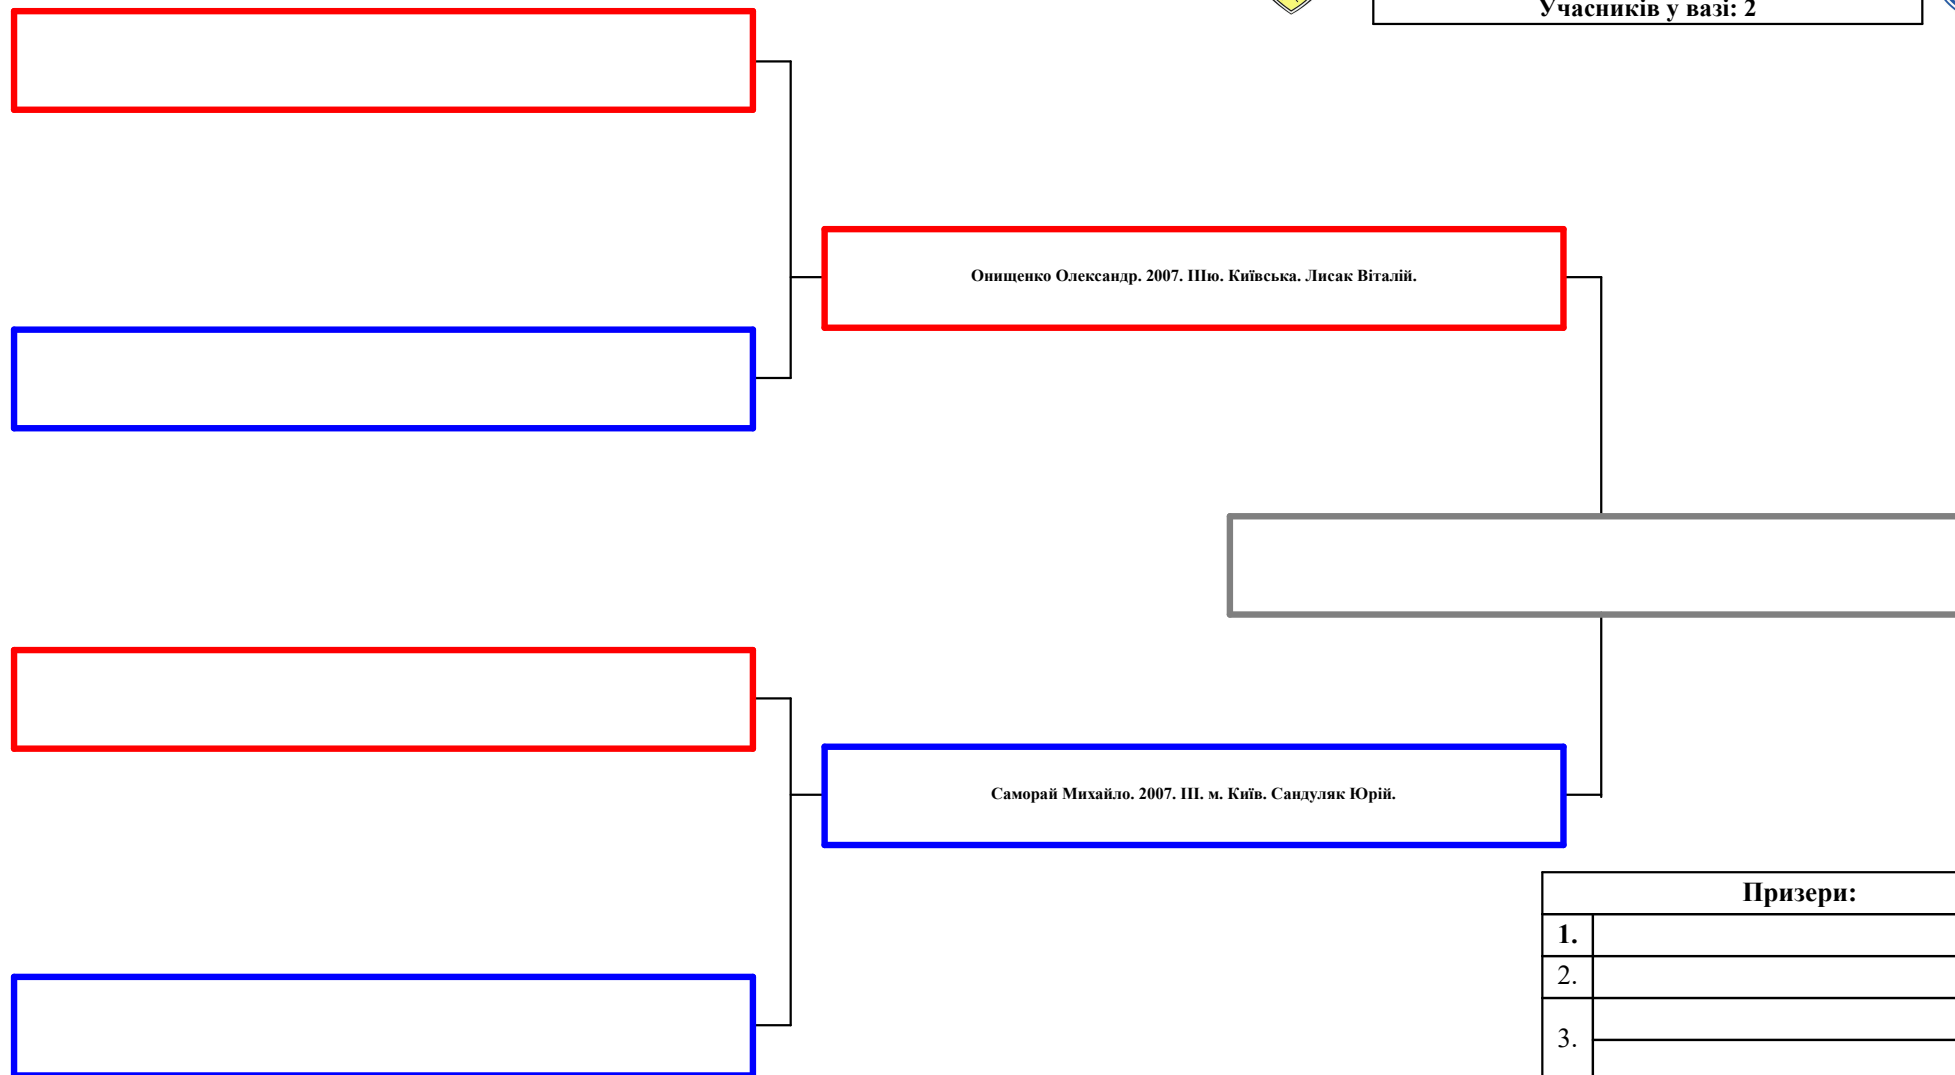 Учасників у вазі: 2
Онищенко Олександр. 2007. ІІІю. Київська. Лисак Віталій.
Саморай Михайло. 2007. ІІІ. м. Київ. Сандуляк Юрій.
Призери:
1.
2.
3.